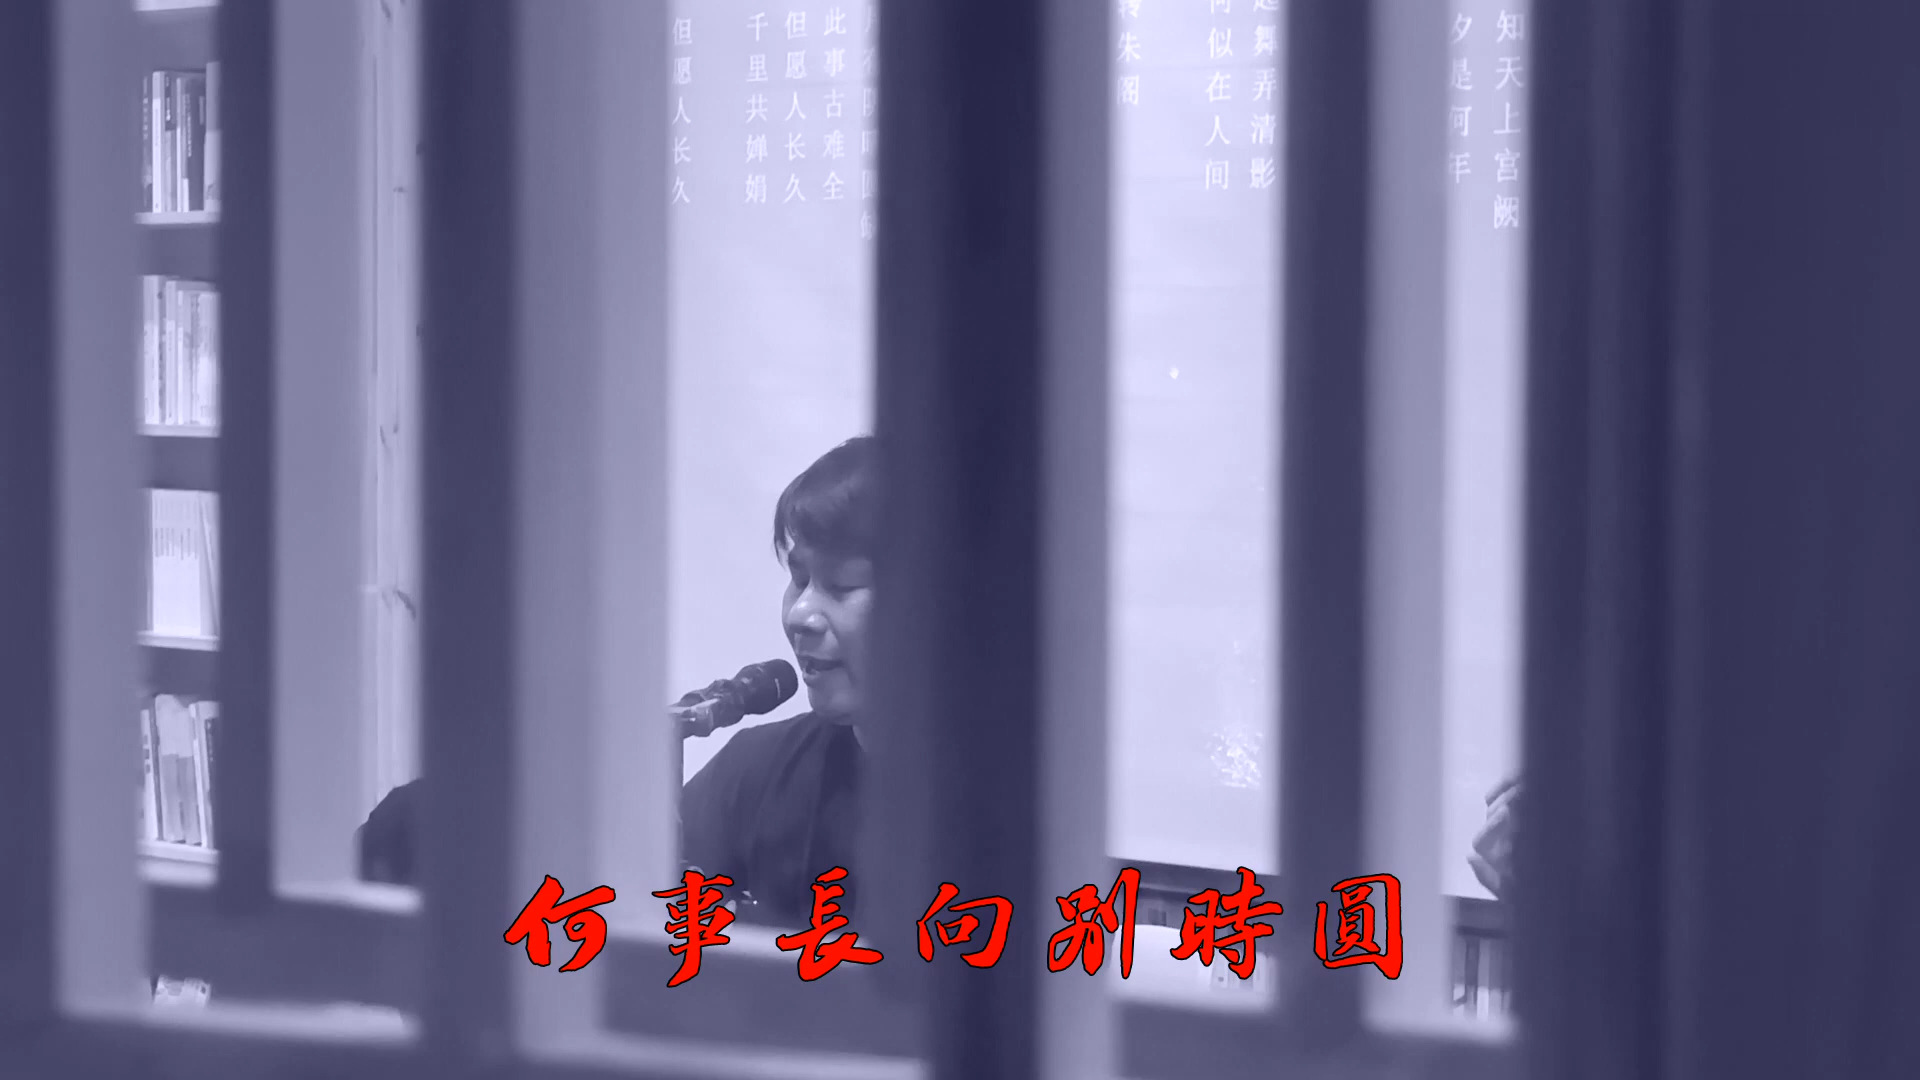 知天上宫阙
夕是何年
舞弄清影
何似在人间
转朱阁
此事古难全
但愿人长久
千里共婵娟
但愿人长久
何事長向別時圓